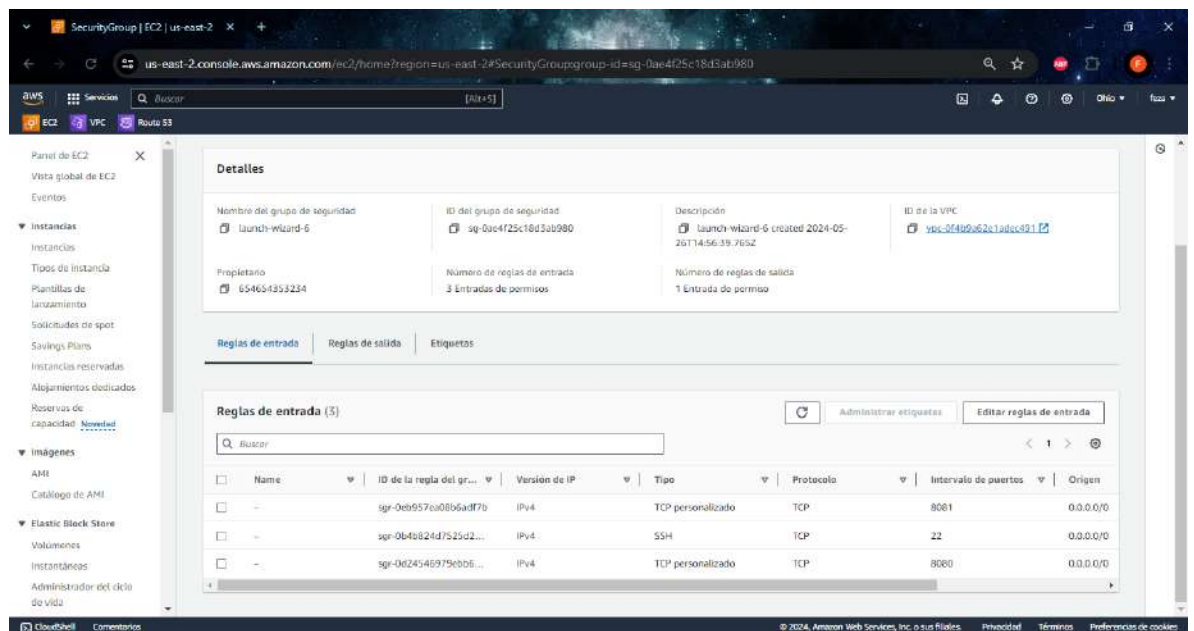 SecurityGroup | EC2 | us-east-2
us-east-2.console.aws.amazon.com/ec2/home?region=us-east-2#SecurityGroup:group-id=sg-0ae4f25c18d3ab980
aws Servicios Buscar [Alt+S] Ohio
EC2 VPC Route 53
Panel de EC2
Vista global de EC2
Eventos
Instancias
Instancias
Tipos de instancia
Plantillas de
lanzamiento
Solicitudes de spot
Savings Plans
Instancias reservadas
Alojamientos dedicados
Reservas de
capacidad Novedad
Imágenes
AMI
Catálogo de AMI
Elastic Block Store
Volúmenes
Instantáneas
Administrador del ciclo
de vida
Detalles
Nombre del grupo de seguridad
launch-wizard-6
ID del grupo de seguridad
sg-0ae4f25c18d3ab980
Descripción
launch-wizard-6 created 2024-05-
26T14:56:39.765Z
ID de la VPC
vpc-0f4b9a62e1adec491
Propietario
654654353234
Número de reglas de entrada
3 Entradas de permisos
Número de reglas de salida
1 Entrada de permiso
Reglas de entrada Reglas de salida Etiquetas
Reglas de entrada (3)
Administrar etiquetas Editar reglas de entrada
Buscar
1
Name ID de la regla del gr... Versión de IP Tipo Protocolo Intervalo de puertos Origen
– sgr-0eb957ea08b6adf7b IPv4 TCP personalizado TCP 8081 0.0.0.0/0
– sgr-0b4b824d7525d2... IPv4 SSH TCP 22 0.0.0.0/0
– sgr-0d24546979ebb6... IPv4 TCP personalizado TCP 8080 0.0.0.0/0
CloudShell Comentarios © 2024, Amazon Web Services, Inc. o sus filiales. Privacidad Términos Preferencias de cookies